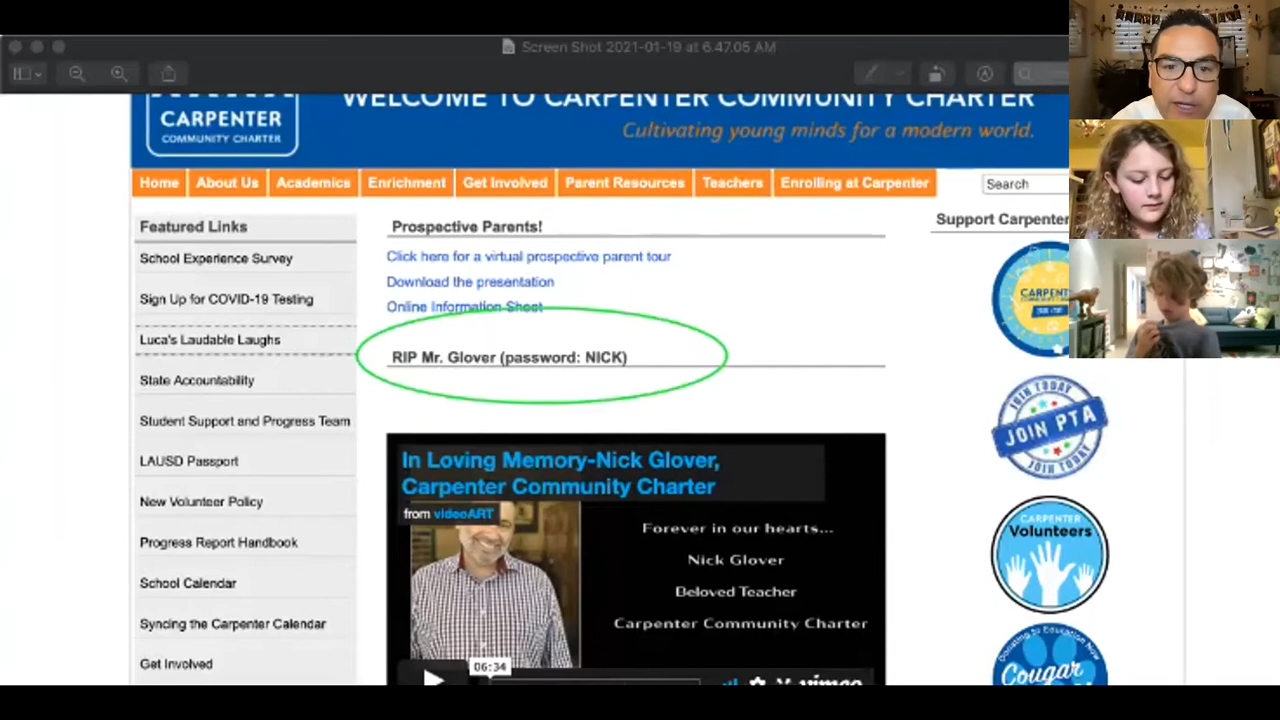 Screen Shot 2021-01-19 at 6.47.05 AM
CARPENTER
COMMUNITY CHARTER
WELCOME TO CARPENTER COMMUNITY CHARTER
Cultivating young minds for a modern world.
Home
About Us
Academics
Enrichment
Get Involved
Parent Resources
Teachers
Enrolling at Carpenter
Search
Featured Links
School Experience Survey
Sign Up for COVID-19 Testing
Luca's Laudable Laughs
State Accountability
Student Support and Progress Team
LAUSD Passport
New Volunteer Policy
Progress Report Handbook
School Calendar
Syncing the Carpenter Calendar
Get Involved
Prospective Parents!
Click here for a virtual prospective parent tour
Download the presentation
Online Information Sheet
RIP Mr. Glover (password: NICK)
In Loving Memory-Nick Glover,
Carpenter Community Charter
from videoART
Forever in our hearts...
Nick Glover
Beloved Teacher
Carpenter Community Charter
06:34
vimeo
Support Carpenter
JOIN TODAY
JOIN PTA
JOIN TODAY
CARPENTER
Volunteers
Donating to Education Now
Cougar